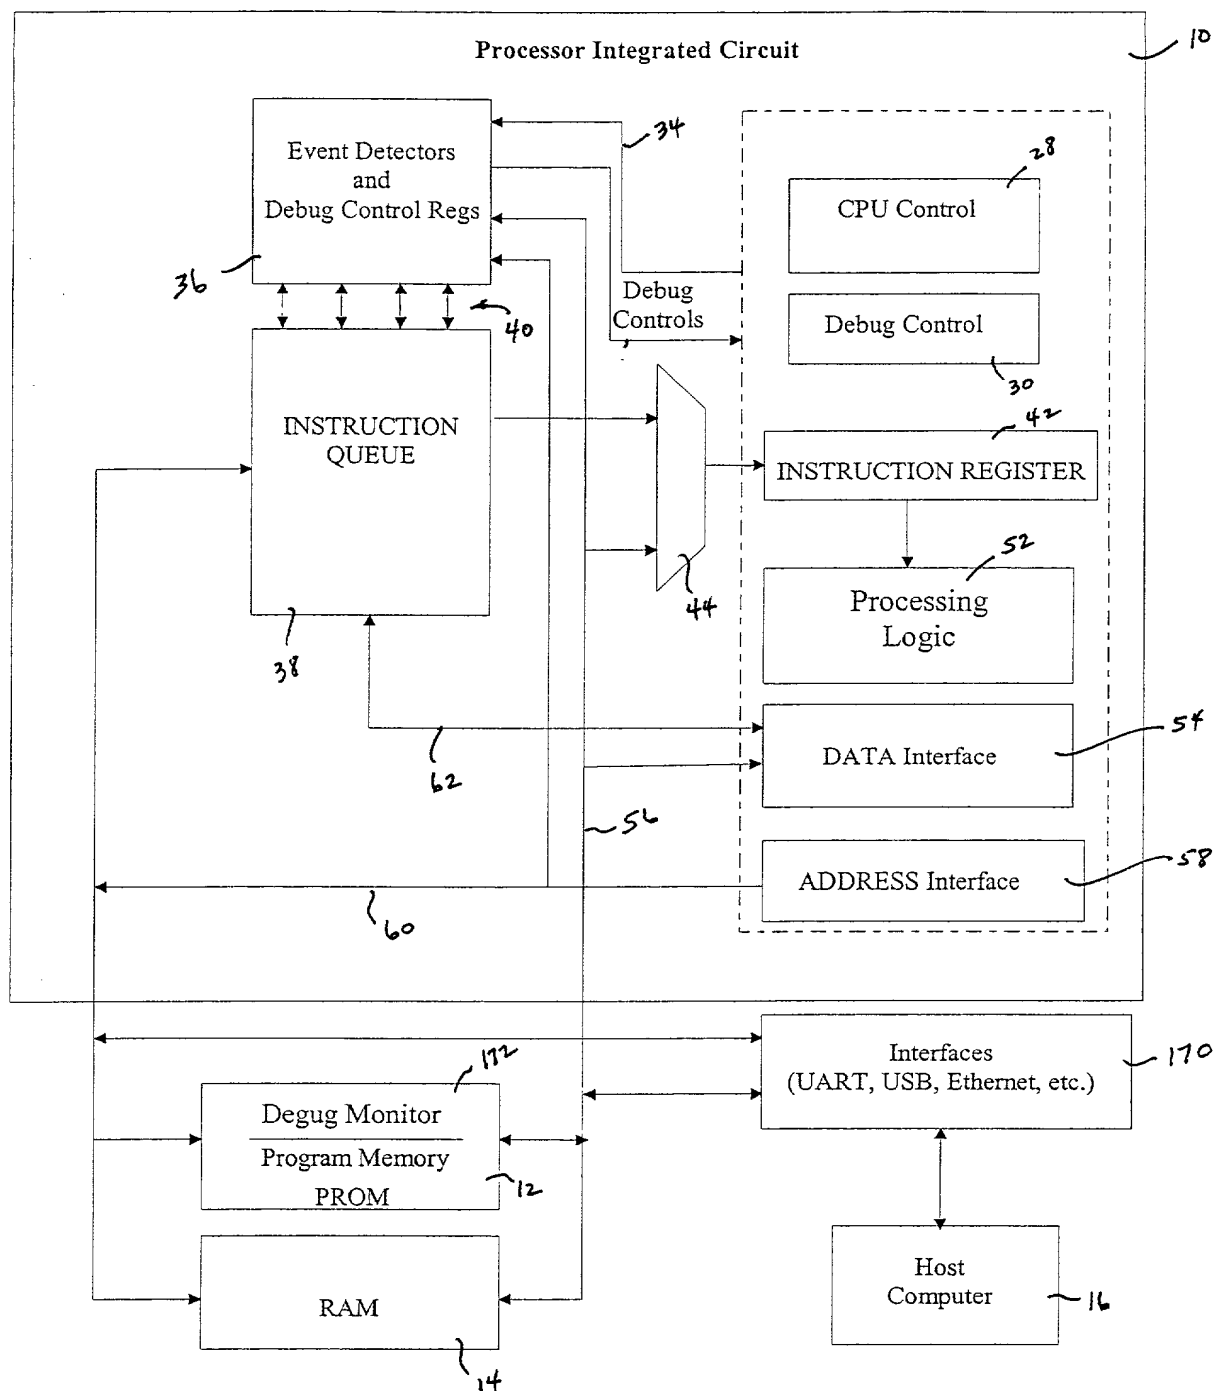 Processor Integrated Circuit
10
Event Detectors
and
Debug Control Regs
36
34
28
CPU Control
Debug
Controls
40
Debug Control
30
INSTRUCTION
QUEUE
38
42
INSTRUCTION REGISTER
44
52
Processing
Logic
62
DATA Interface
54
56
ADDRESS Interface
58
60
172
Degug Monitor
Program Memory
PROM
12
Interfaces
(UART, USB, Ethernet, etc.)
170
RAM
14
Host
Computer
16